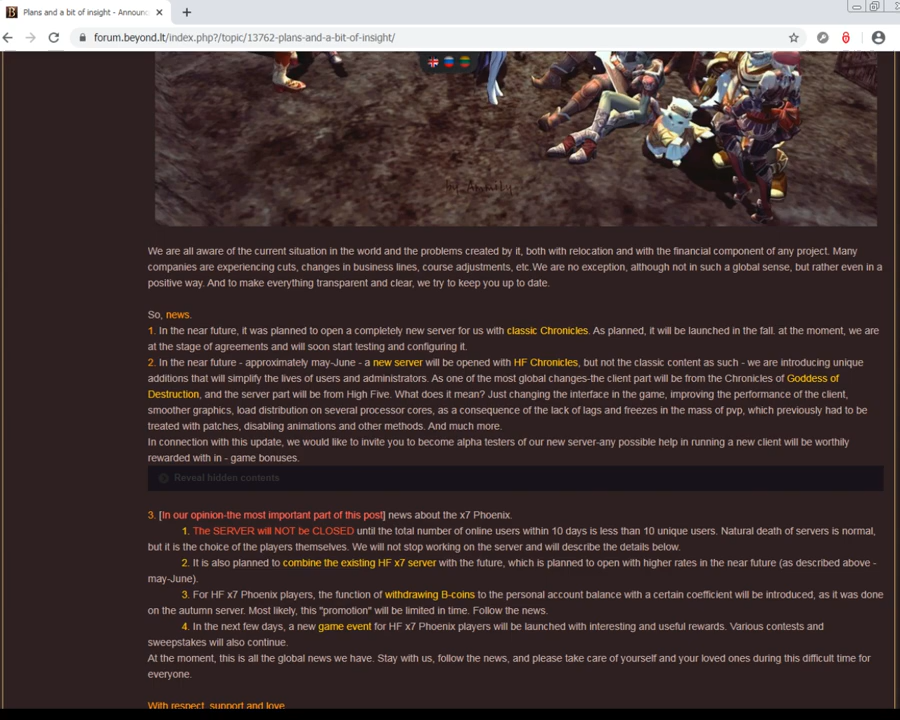 Plans and a bit of insight - Announc
forum.beyond.lt/index.php?/topic/13762-plans-and-a-bit-of-insight/
We are all aware of the current situation in the world and the problems created by it, both with relocation and with the financial component of any project. Many
companies are experiencing cuts, changes in business lines, course adjustments, etc.We are no exception, although not in such a global sense, but rather even in a
positive way. And to make everything transparent and clear, we try to keep you up to date.
So, news.
1. In the near future, it was planned to open a completely new server for us with classic Chronicles. As planned, it will be launched in the fall. at the moment, we are
at the stage of agreements and will soon start testing and configuring it.
2. In the near future - approximately may-June - a new server will be opened with HF Chronicles, but not the classic content as such - we are introducing unique
additions that will simplify the lives of users and administrators. As one of the most global changes-the client part will be from the Chronicles of Goddess of
Destruction, and the server part will be from High Five. What does it mean? Just changing the interface in the game, improving the performance of the client,
smoother graphics, load distribution on several processor cores, as a consequence of the lack of lags and freezes in the mass of pvp, which previously had to be
treated with patches, disabling animations and other methods. And much more.
In connection with this update, we would like to invite you to become alpha testers of our new server-any possible help in running a new client will be worthily
rewarded with in - game bonuses.
Reveal hidden contents
3. [In our opinion-the most important part of this post] news about the x7 Phoenix.
1. The SERVER will NOT be CLOSED until the total number of online users within 10 days is less than 10 unique users. Natural death of servers is normal,
but it is the choice of the players themselves. We will not stop working on the server and will describe the details below.
2. It is also planned to combine the existing HF x7 server with the future, which is planned to open with higher rates in the near future (as described above -
may-June).
3. For HF x7 Phoenix players, the function of withdrawing B-coins to the personal account balance with a certain coefficient will be introduced, as it was done
on the autumn server. Most likely, this "promotion" will be limited in time. Follow the news.
4. In the next few days, a new game event for HF x7 Phoenix players will be launched with interesting and useful rewards. Various contests and
sweepstakes will also continue.
At the moment, this is all the global news we have. Stay with us, follow the news, and please take care of yourself and your loved ones during this difficult time for
everyone.
With respect, support and love